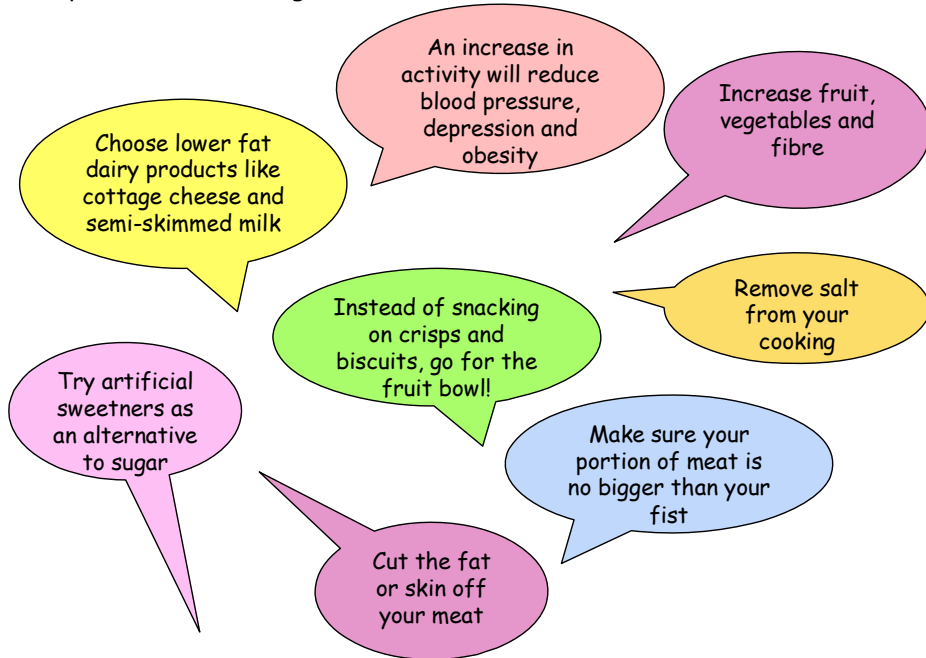 An increase in
activity will reduce
blood pressure,
depression and
obesity
Increase fruit,
vegetables and
fibre
Choose lower fat
dairy products like
cottage cheese and
semi-skimmed milk
Remove salt
from your
cooking
Instead of snacking
on crisps and
biscuits, go for the
fruit bowl!
Try artificial
sweetners as
an alternative
to sugar
Make sure your
portion of meat is
no bigger than your
fist
Cut the fat
or skin off
your meat